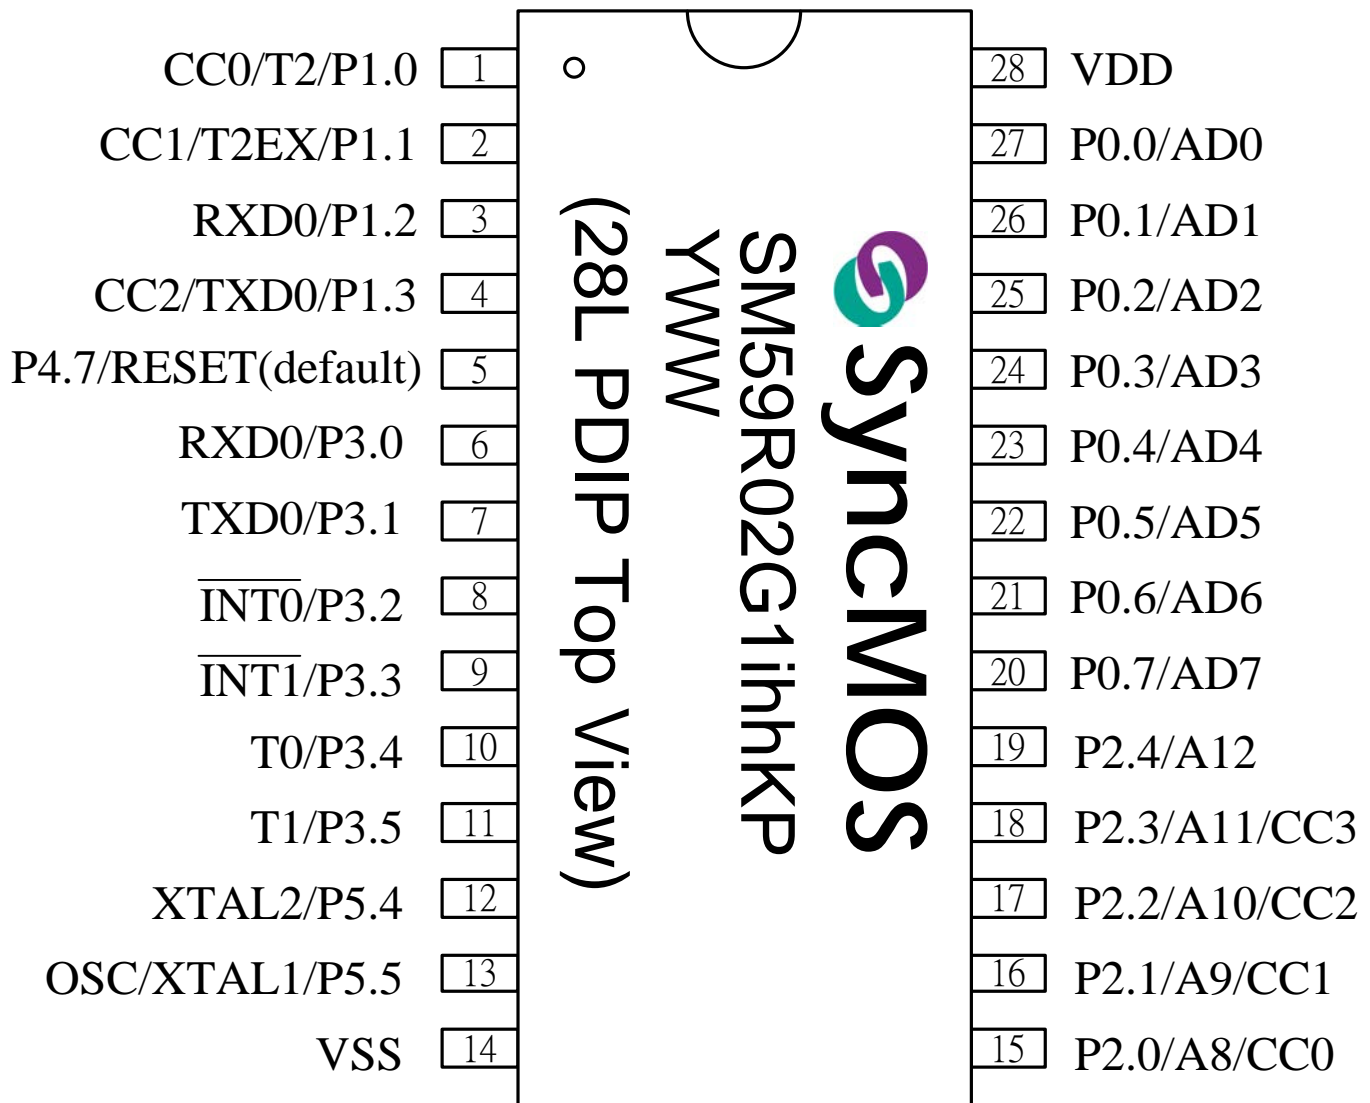 CC0/T2/P1.0 1
CC1/T2EX/P1.1 2
RXD0/P1.2 3
CC2/TXD0/P1.3 4
P4.7/RESET(default) 5
RXD0/P3.0 6
TXD0/P3.1 7
INT0/P3.2 8
INT1/P3.3 9
T0/P3.4 10
T1/P3.5 11
XTAL2/P5.4 12
OSC/XTAL1/P5.5 13
VSS 14
SyncMOS
SM59R02G1ihhKP
YWW
(28L PDIP Top View)
28 VDD
27 P0.0/AD0
26 P0.1/AD1
25 P0.2/AD2
24 P0.3/AD3
23 P0.4/AD4
22 P0.5/AD5
21 P0.6/AD6
20 P0.7/AD7
19 P2.4/A12
18 P2.3/A11/CC3
17 P2.2/A10/CC2
16 P2.1/A9/CC1
15 P2.0/A8/CC0